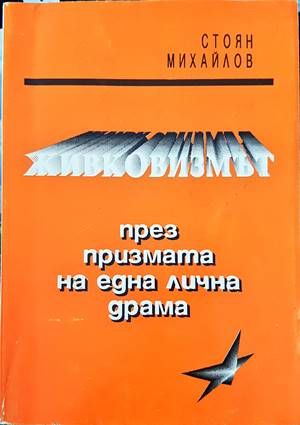 СТОЯН
МИХАЙЛОВ
ЖИВКОВИЗМЪТ
през
призмата
на една лична
драма